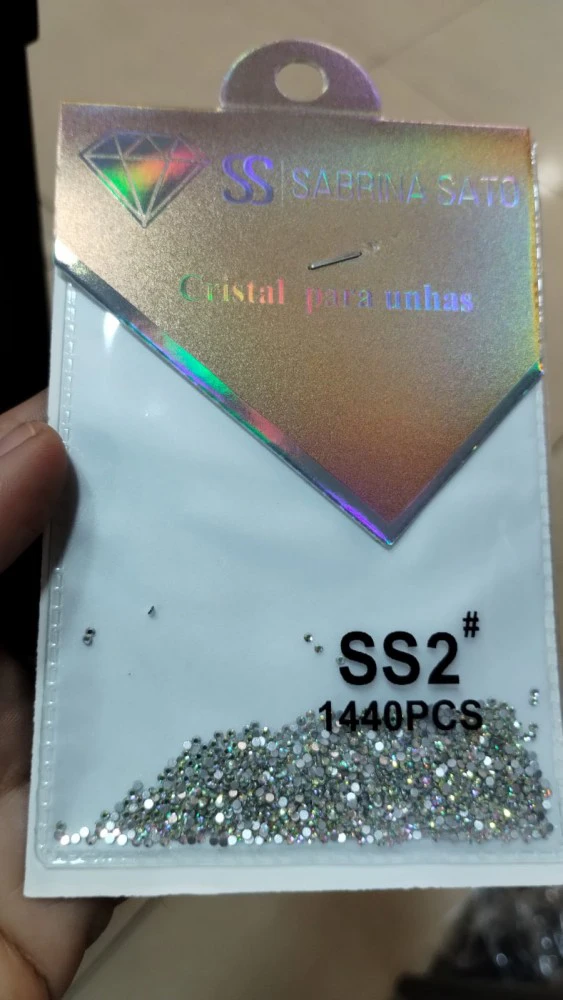 SS | SABRINA SATO
Cristal para unhas
SS2#
1440PCS